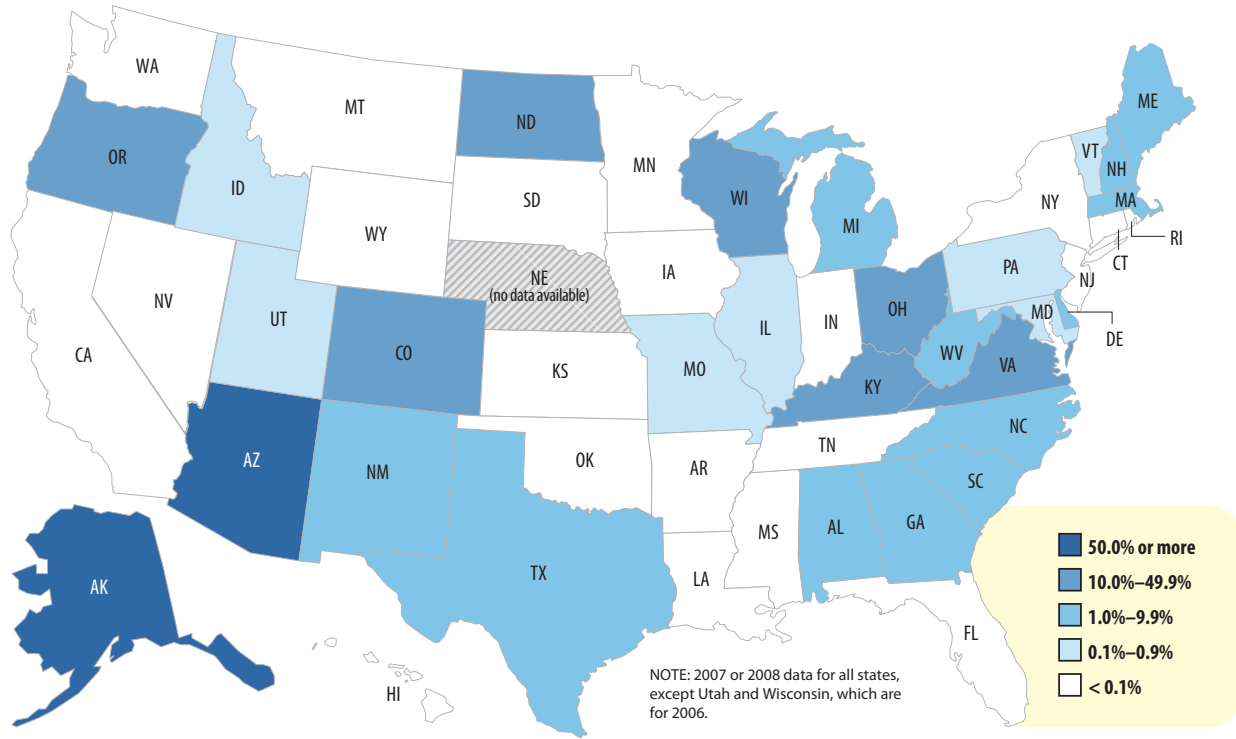 WA
MT
ND
MN
ME
OR
ID
SD
WI
VT
NH
MA
NY
MI
RI
CT
WY
NE
(no data available)
IA
PA
NJ
NV
UT
CO
KS
MO
IL
IN
OH
MD
DE
WV
VA
KY
CA
AZ
NM
OK
AR
TN
NC
SC
MS
AL
GA
TX
LA
FL
AK
HI
50.0% or more
10.0%–49.9%
1.0%–9.9%
0.1%–0.9%
< 0.1%
NOTE: 2007 or 2008 data for all states,
except Utah and Wisconsin, which are
for 2006.